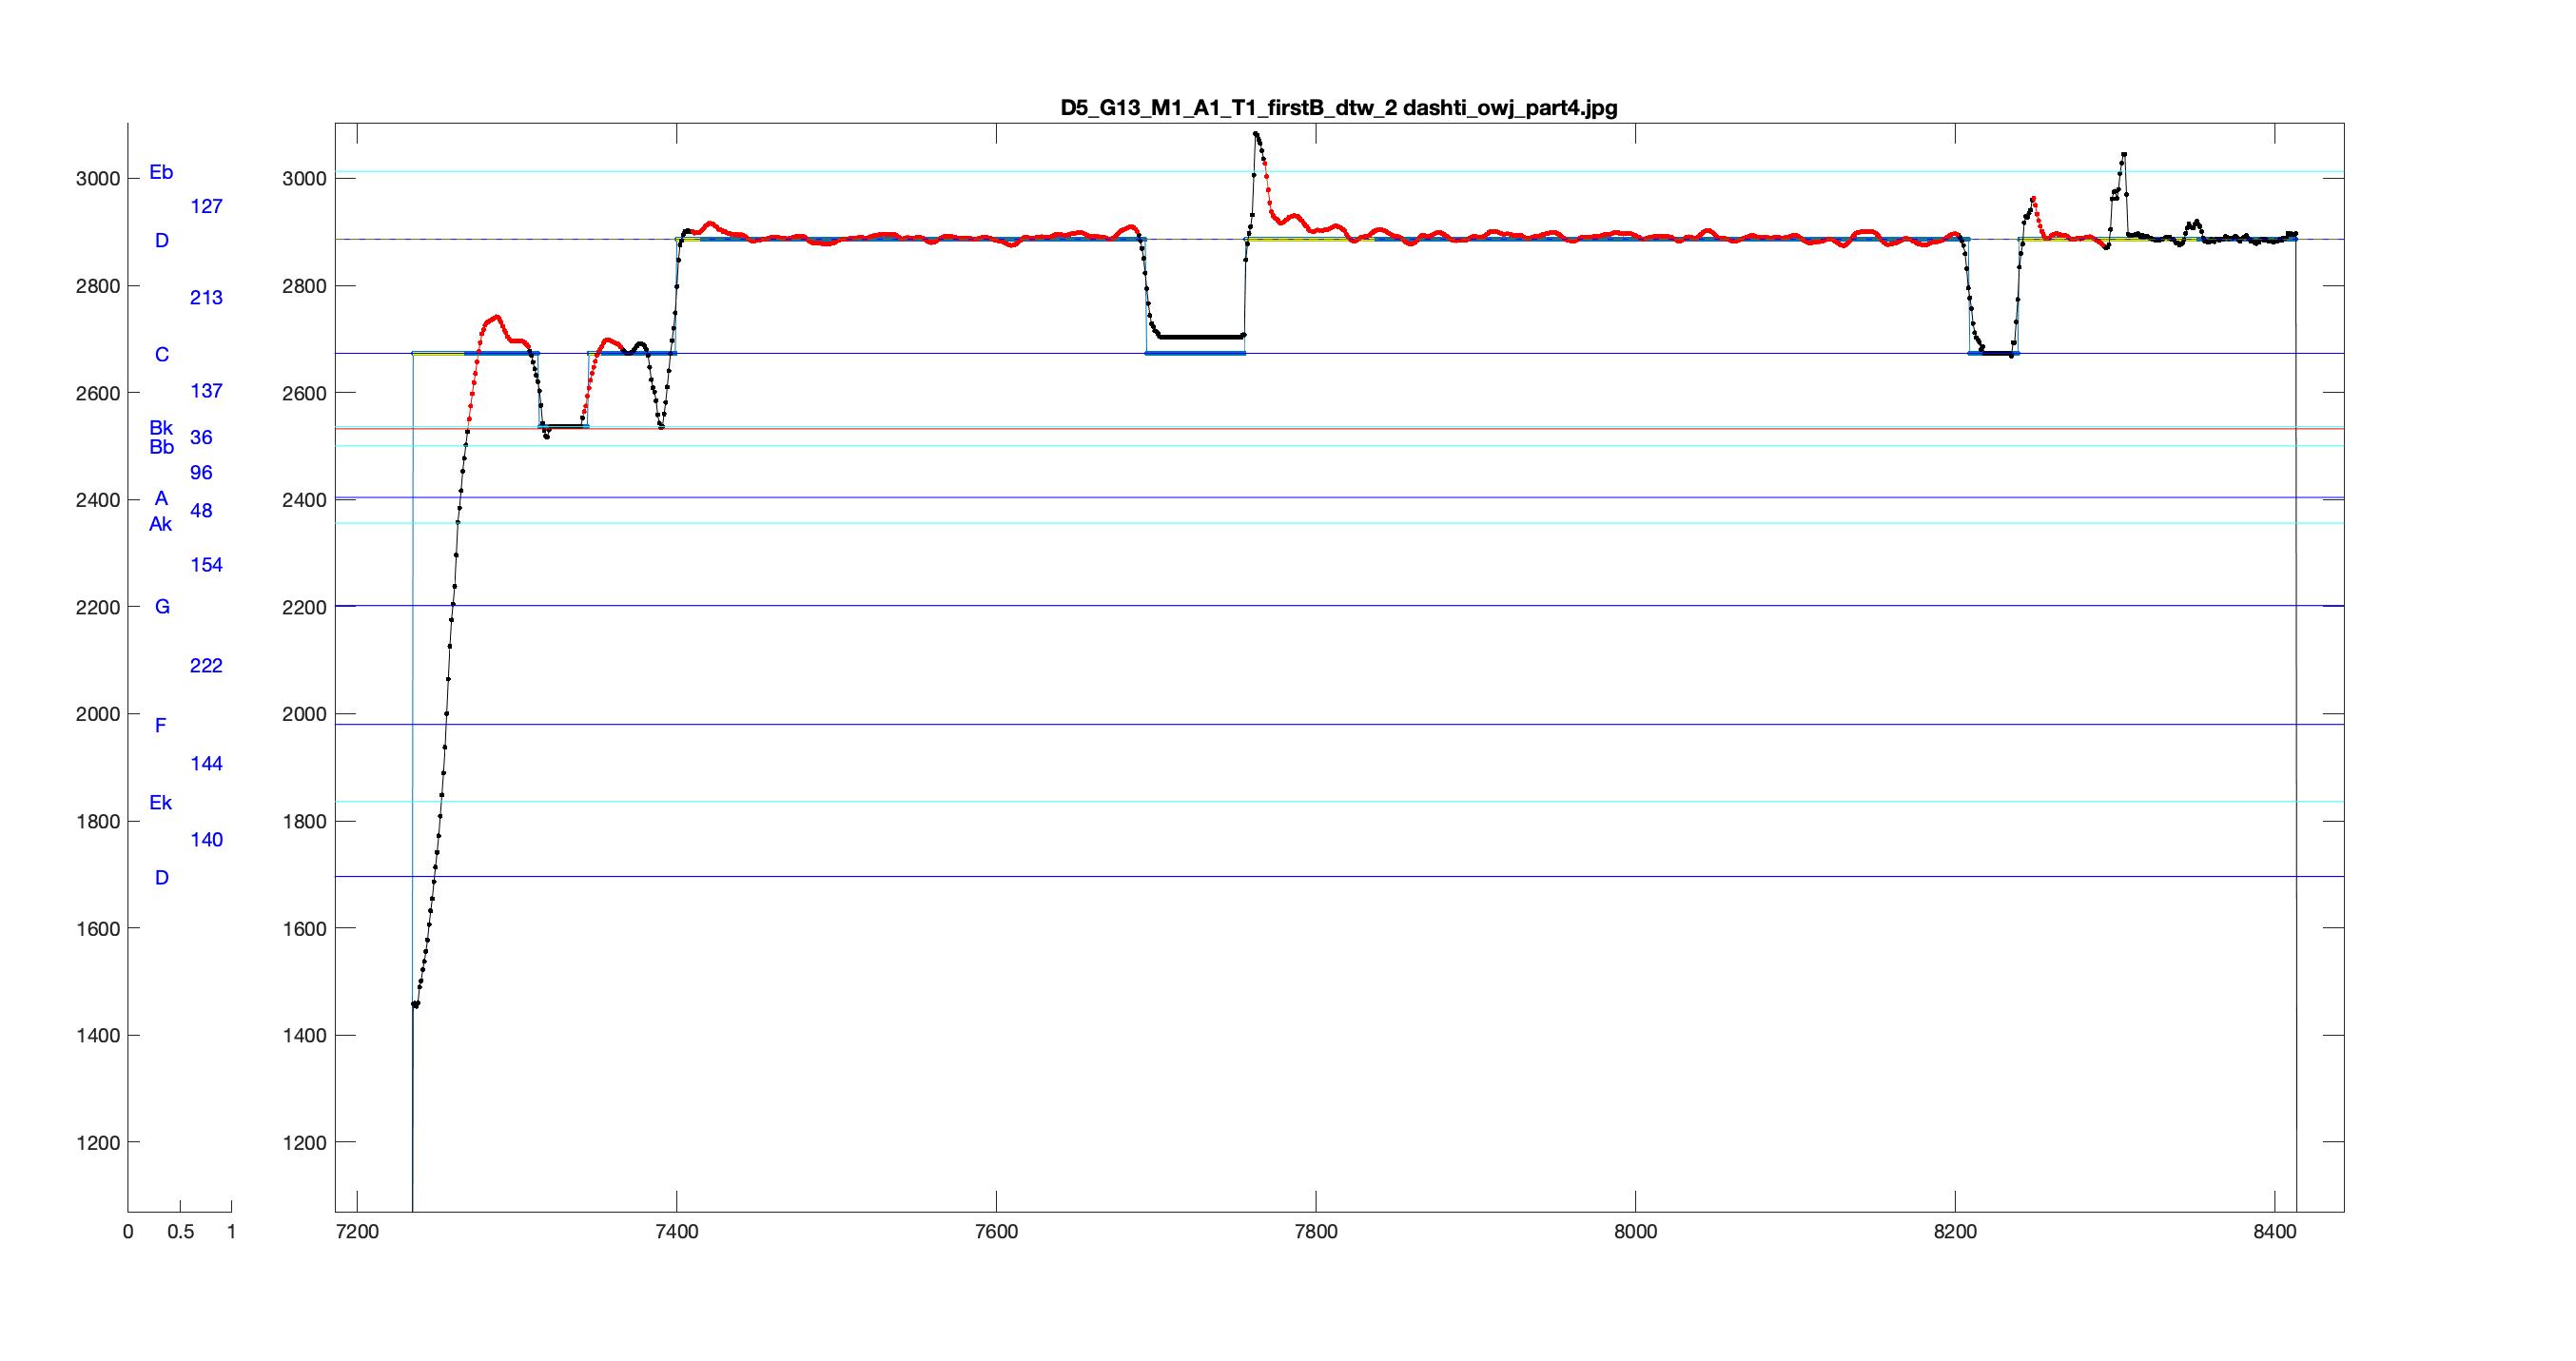 D5_G13_M1_A1_T1_firstB_dtw_2 dashti_owj_part4.jpg
3000 Eb 3000
127
D
2800 213 2800
C
2600 137 2600
Bk 36
Bb
96
2400 A 2400
48
Ak
154
2200 G 2200
222
2000 F 2000
144
1800 Ek 1800
140
D
1600 1600
1400 1400
1200 1200
0 0.5 1 7200 7400 7600 7800 8000 8200 8400